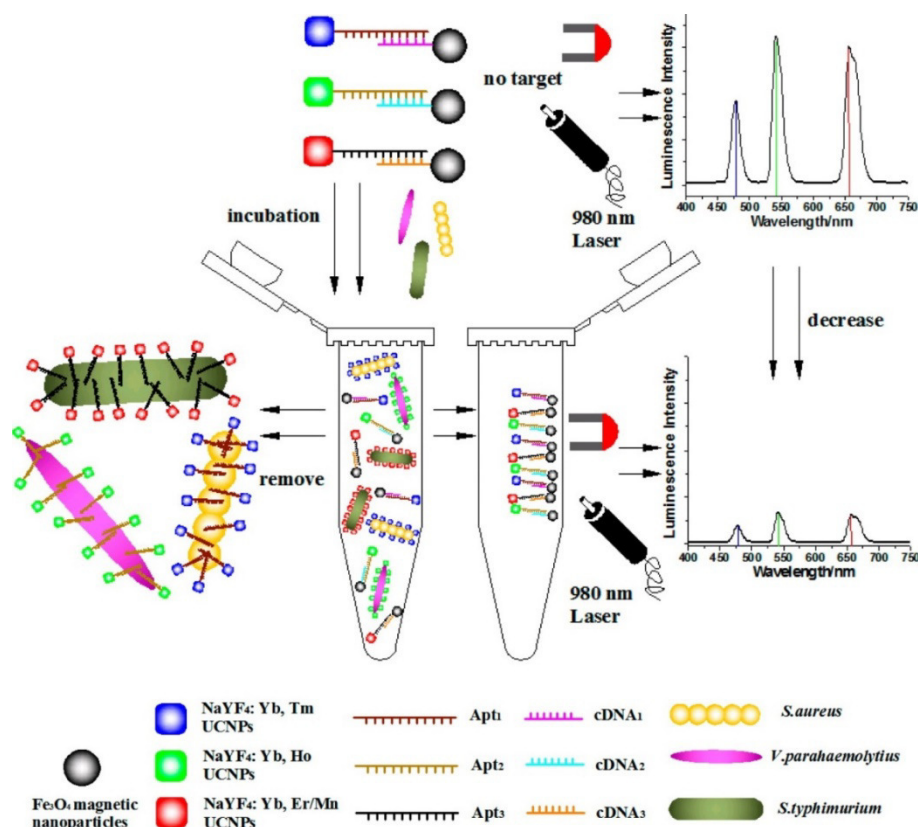 no target
980 nm
Laser
Luminescence Intensity
400 450 500 550 600 650 700 750
Wavelength/nm
incubation
decrease
remove
980 nm
Laser
Luminescence Intensity
400 450 500 550 600 650 700 750
Wavelength/nm
Fe₃O₄ magnetic
nanoparticles
NaYF₄: Yb, Tm
UCNPs
NaYF₄: Yb, Ho
UCNPs
NaYF₄: Yb, Er/Mn
UCNPs
Apt₁
Apt₂
Apt₃
cDNA₁
cDNA₂
cDNA₃
S.aureus
V.parahaemolytius
S.typhimurium